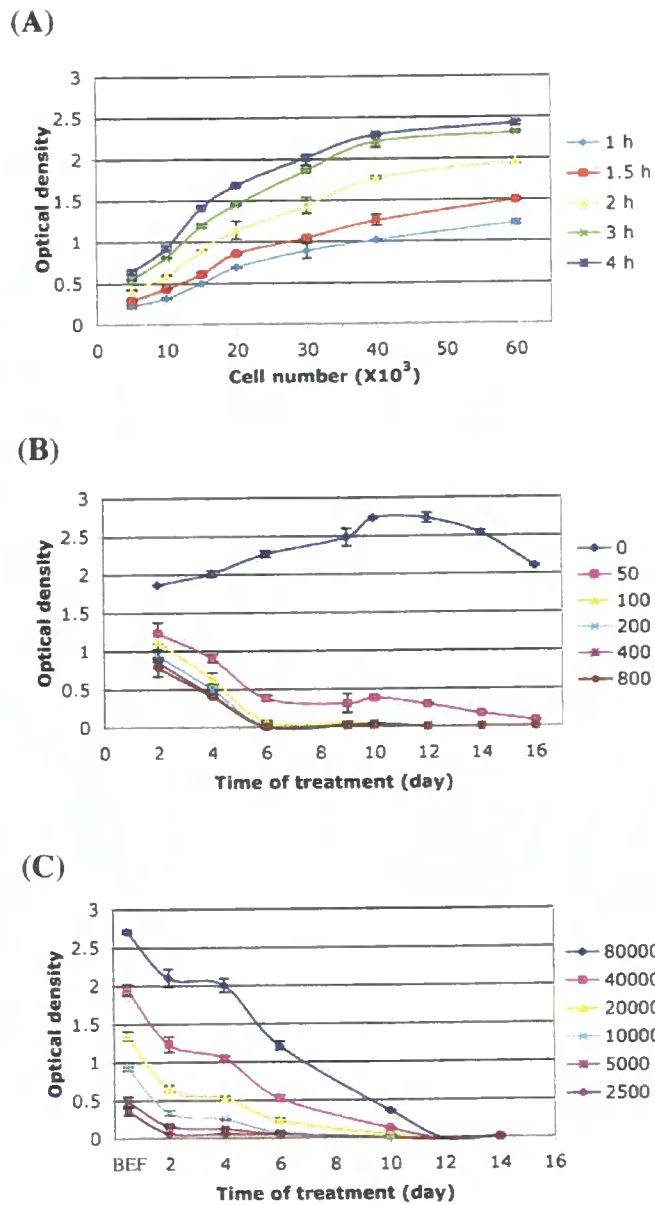 (A)
3
2.5
2
1.5
1
0.5
0
Optical density
0 10 20 30 40 50 60
Cell number (X10³)
1 h
1.5 h
2 h
3 h
4 h
(B)
3
2.5
2
1.5
1
0.5
0
Optical density
0 2 4 6 8 10 12 14 16
Time of treatment (day)
0
50
100
200
400
800
(C)
3
2.5
2
1.5
1
0.5
0
Optical density
BEF 2 4 6 8 10 12 14 16
Time of treatment (day)
80000
40000
20000
10000
5000
2500